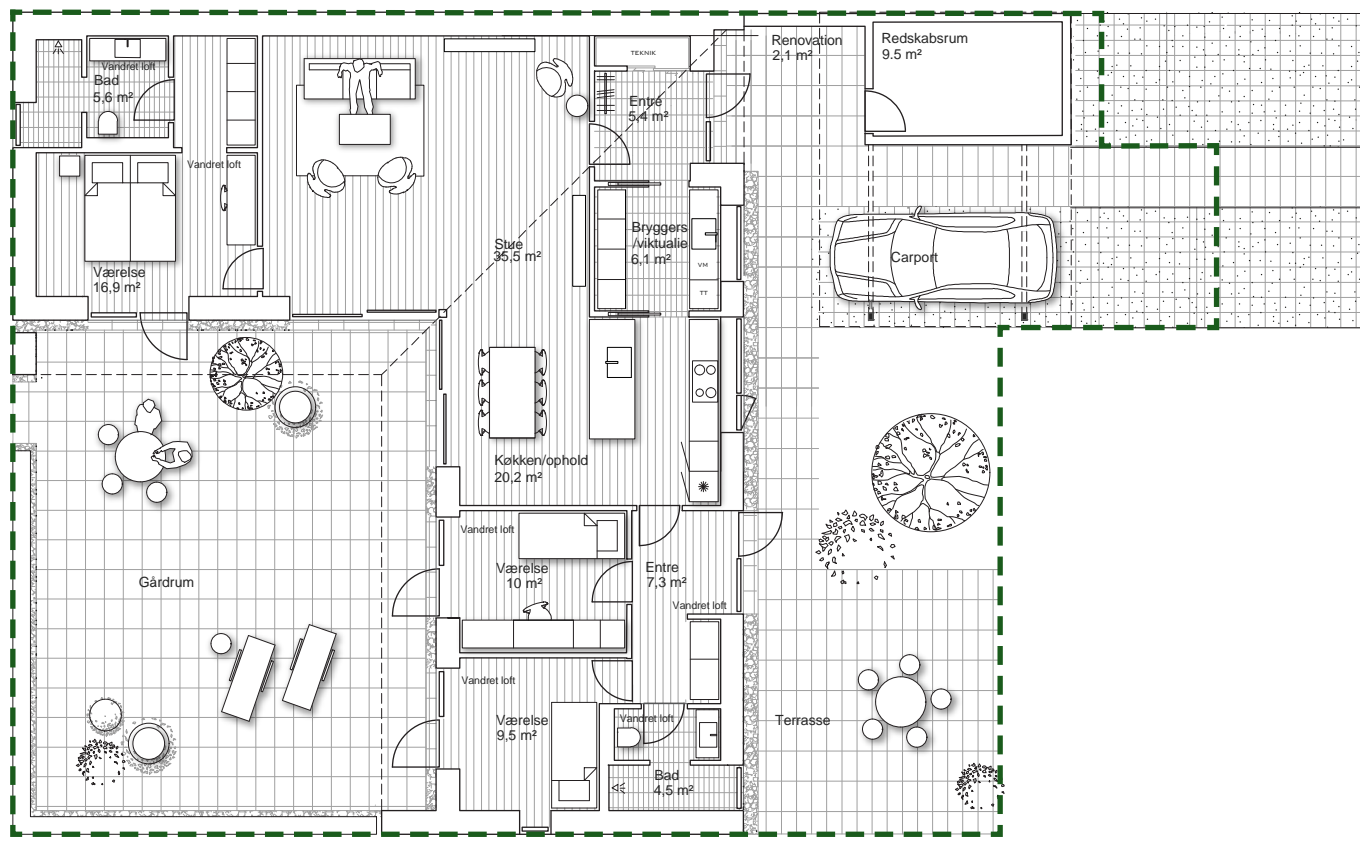 TEKNIK
Renovation
2,1 m²
Redskabsrum
9.5 m²
Vandret loft
Bad
5,6 m²
Entre
5,4 m²
Vandret loft
Bryggers
/viktualie
6,1 m²
Stue
35,5 m²
Værelse
16,9 m²
Carport
VM
TT
Køkken/ophold
20,2 m²
Vandret loft
Værelse
10 m²
Entre
7,3 m²
Gårdrum
Vandret loft
Vandret loft
Værelse
9,5 m²
Vandret loft
Terrasse
Bad
4,5 m²